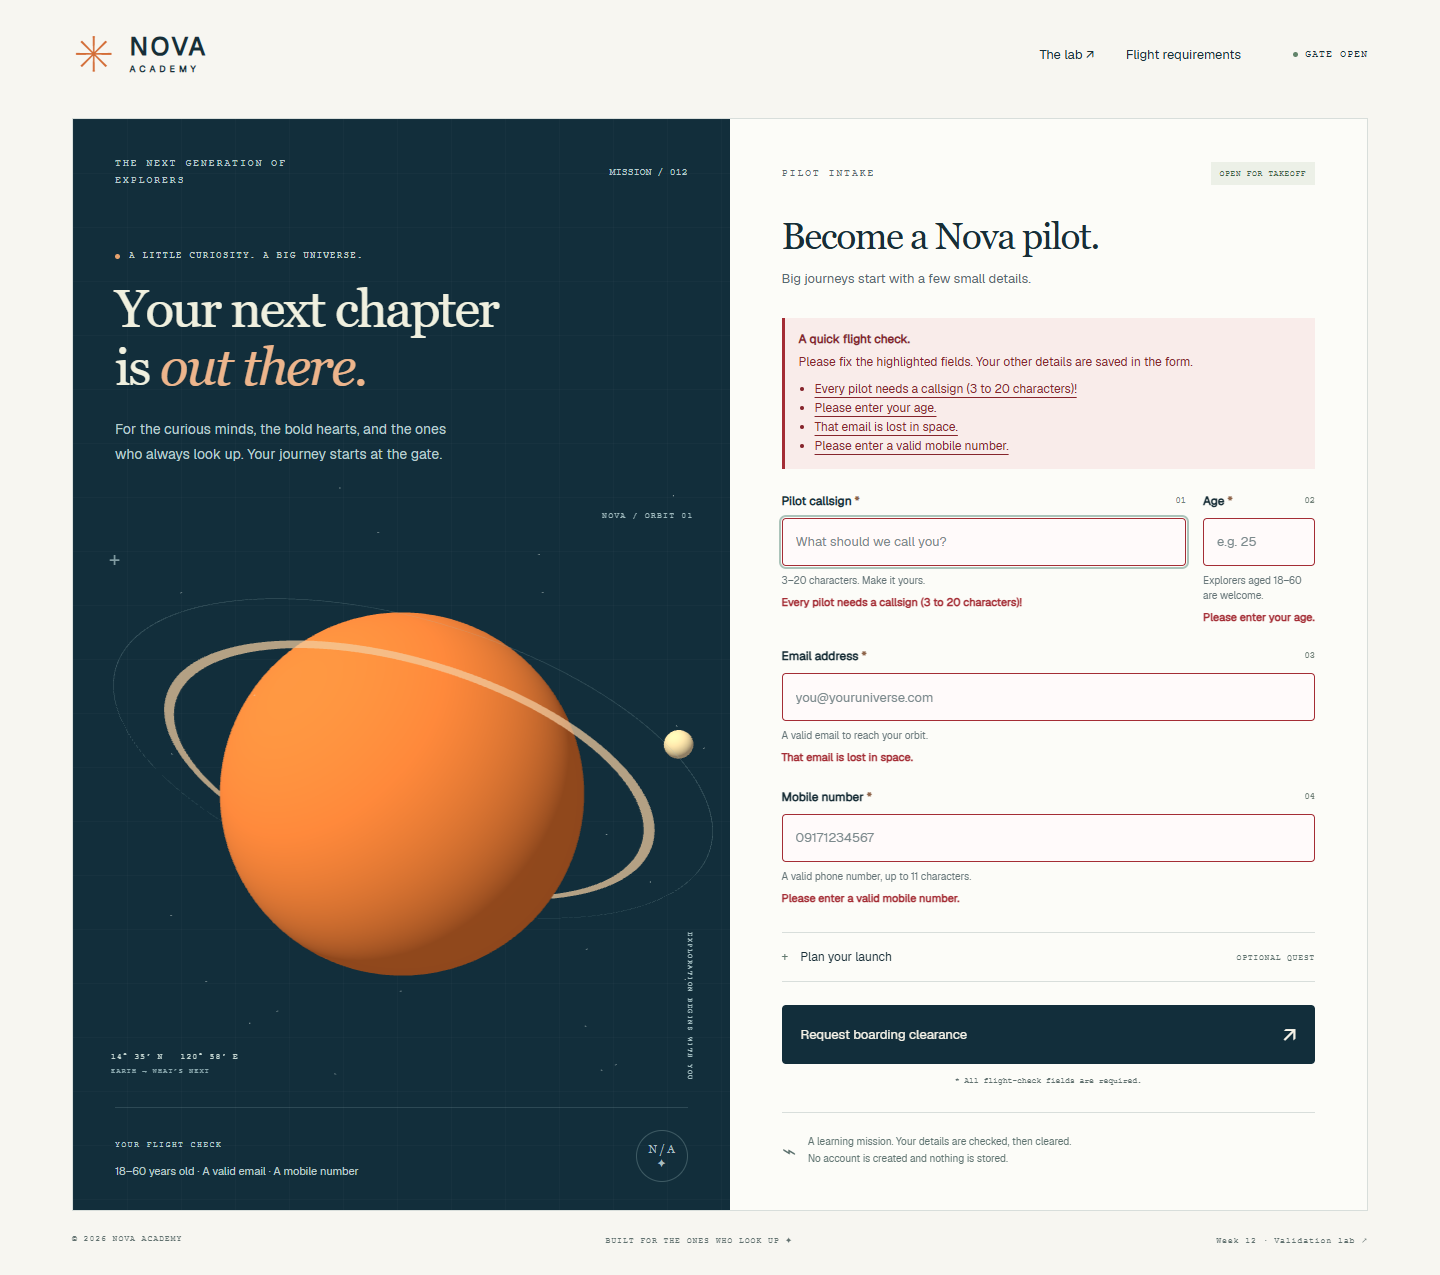 NOVA
ACADEMY
The lab ↗
Flight requirements
GATE OPEN
THE NEXT GENERATION OF
EXPLORERS
MISSION / 012
A LITTLE CURIOSITY. A BIG UNIVERSE.
Your next chapter
is out there.
For the curious minds, the bold hearts, and the ones
who always look up. Your journey starts at the gate.
NOVA / ORBIT 01
EXPLORATION BEGINS WITH YOU
14° 35′ N 120° 58′ E
EARTH → WHAT'S NEXT
YOUR FLIGHT CHECK
18–60 years old · A valid email · A mobile number
N/A
✦
PILOT INTAKE
OPEN FOR TAKEOFF
Become a Nova pilot.
Big journeys start with a few small details.
A quick flight check.
Please fix the highlighted fields. Your other details are saved in the form.
• Every pilot needs a callsign (3 to 20 characters)!
• Please enter your age.
• That email is lost in space.
• Please enter a valid mobile number.
Pilot callsign *
01
What should we call you?
3–20 characters. Make it yours.
Every pilot needs a callsign (3 to 20 characters)!
Age *
02
e.g. 25
Explorers aged 18–60
are welcome.
Please enter your age.
Email address *
03
you@youruniverse.com
A valid email to reach your orbit.
That email is lost in space.
Mobile number *
04
09171234567
A valid phone number, up to 11 characters.
Please enter a valid mobile number.
+ Plan your launch
OPTIONAL QUEST
Request boarding clearance ↗
* All flight-check fields are required.
A learning mission. Your details are checked, then cleared.
No account is created and nothing is stored.
© 2026 NOVA ACADEMY
BUILT FOR THE ONES WHO LOOK UP ✦
Week 12 · Validation lab ↗